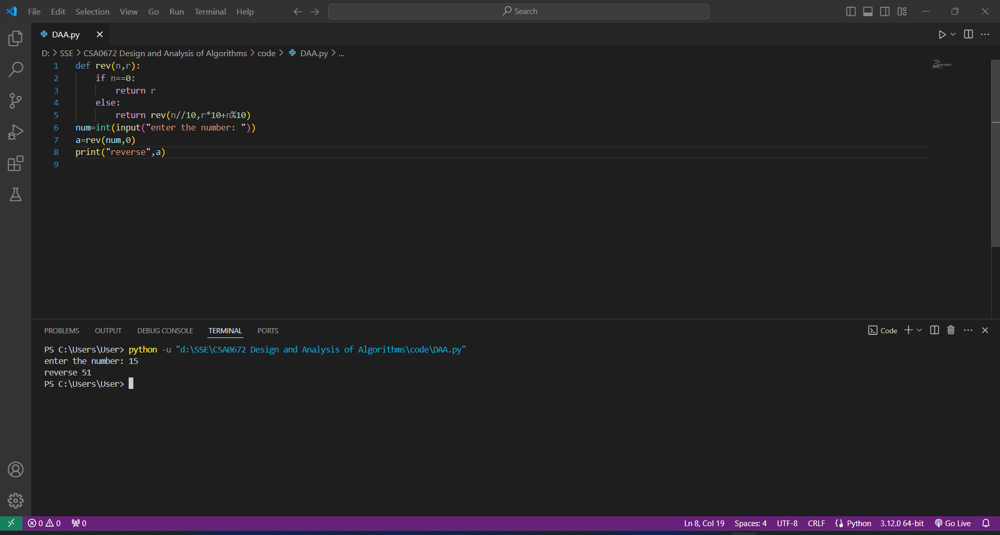 File Edit Selection View Go Run Terminal Help Search
DAA.py
D: > SSE > CSA0672 Design and Analysis of Algorithms > code > DAA.py > ...
1 def rev(n,r):
2     if n==0:
3         return r
4     else:
5         return rev(n//10,r*10+n%10)
6 num=int(input("enter the number: "))
7 a=rev(num,0)
8 print("reverse",a)
9
PROBLEMS OUTPUT DEBUG CONSOLE TERMINAL PORTS Code
PS C:\Users\User> python -u "d:\SSE\CSA0672 Design and Analysis of Algorithms\code\DAA.py"
enter the number: 15
reverse 51
PS C:\Users\User>
0 0 0 Ln 8, Col 19 Spaces: 4 UTF-8 CRLF Python 3.12.0 64-bit Go Live